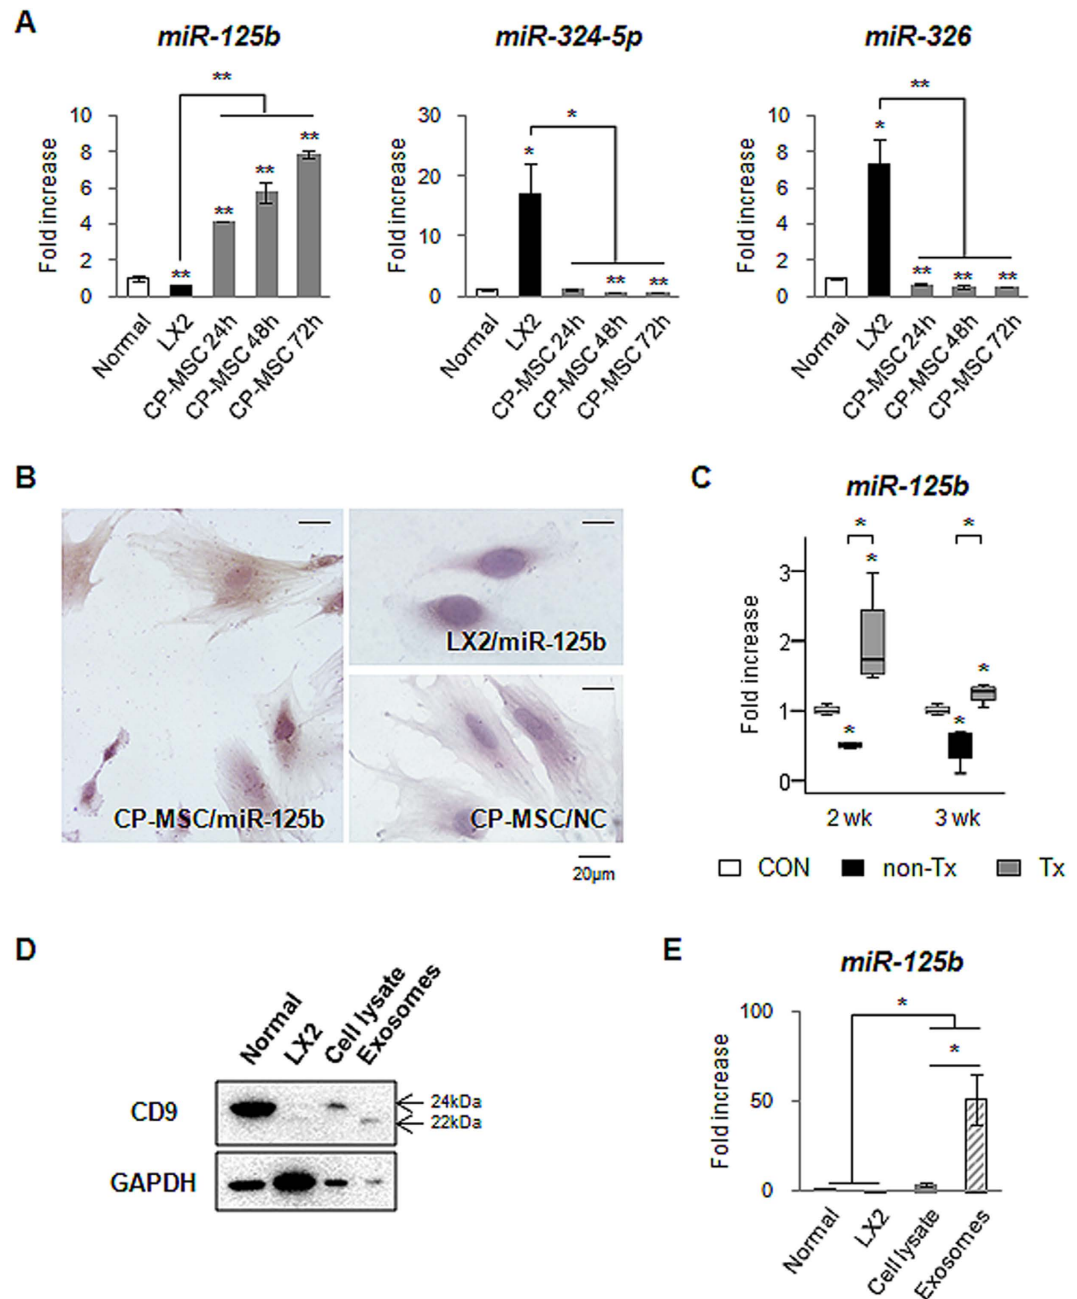 A
miR-125b
miR-324-5p
miR-326
**
*
**
Fold increase
10
8
6
4
2
0
**
**
**
**
Normal
LX2
CP-MSC 24h
CP-MSC 48h
CP-MSC 72h
Fold increase
30
20
10
0
*
**
**
Normal
LX2
CP-MSC 24h
CP-MSC 48h
CP-MSC 72h
Fold increase
10
8
6
4
2
0
*
**
**
**
Normal
LX2
CP-MSC 24h
CP-MSC 48h
CP-MSC 72h
B
CP-MSC/miR-125b
LX2/miR-125b
CP-MSC/NC
20μm
C
miR-125b
Fold increase
3
2
1
0
*
*
*
*
*
*
2 wk
3 wk
CON
non-Tx
Tx
D
Normal
LX2
Cell lysate
Exosomes
CD9
24kDa
22kDa
GAPDH
E
miR-125b
Fold increase
100
50
0
*
*
Normal
LX2
Cell lysate
Exosomes